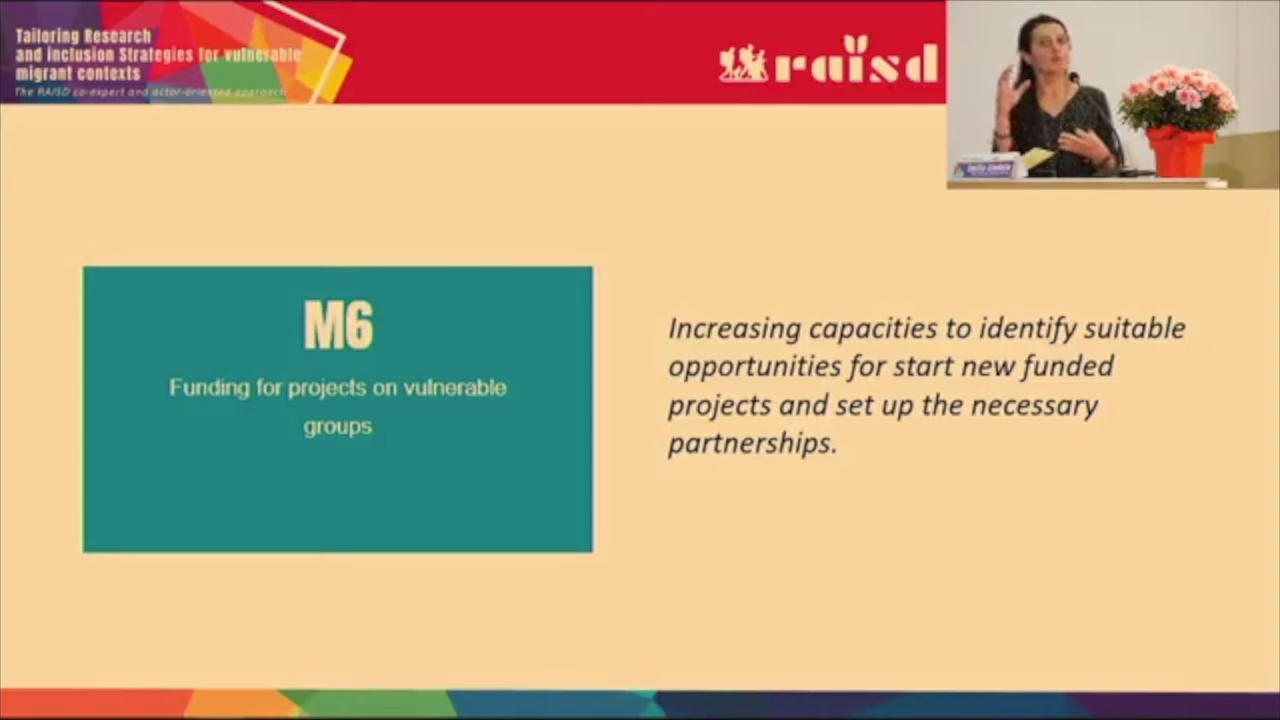 Tailoring Research
and Inclusion Strategies for vulnerable
migrant contexts
The RAISD co-expert and actor-oriented approach
raisd
M6
Funding for projects on vulnerable
groups
Increasing capacities to identify suitable
opportunities for start new funded
projects and set up the necessary
partnerships.